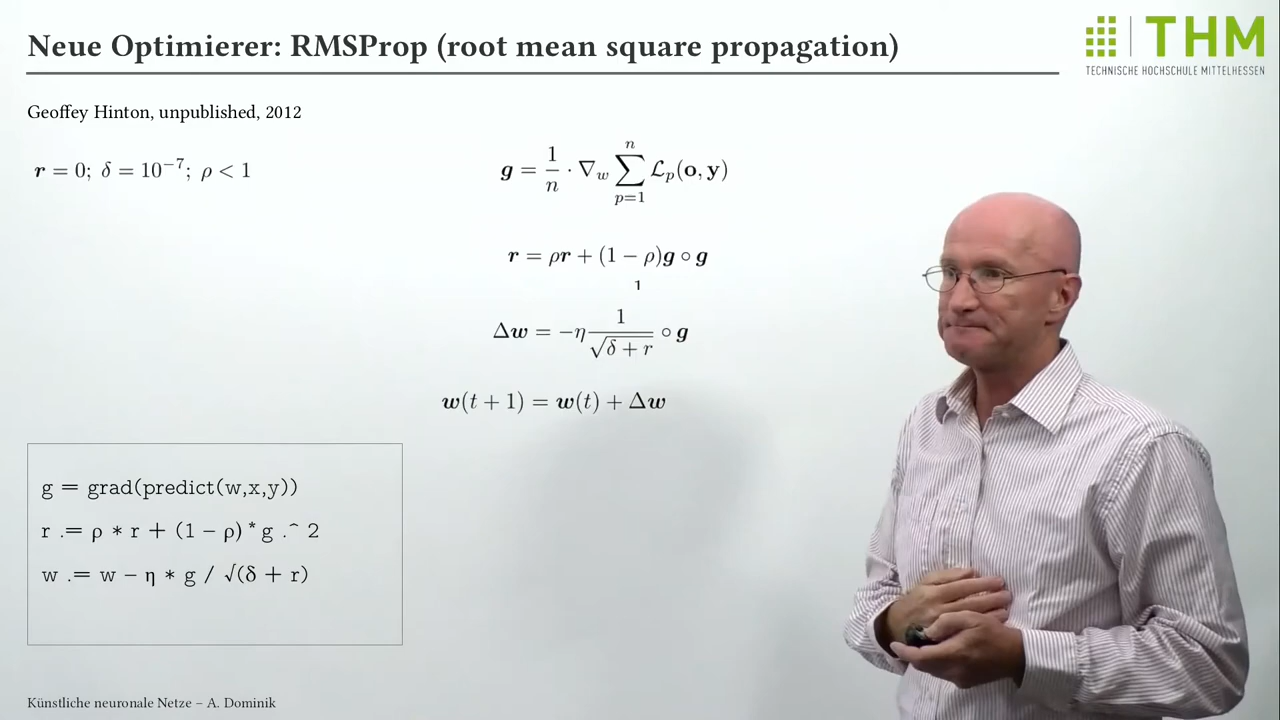 Neue Optimierer: RMSProp (root mean square propagation)
THM
TECHNISCHE HOCHSCHULE MITTELHESSEN
Geoffey Hinton, unpublished, 2012
r = 0; δ = 10⁻⁷; ρ < 1
g = 1/n · ∇_w ∑_{p=1}^{n} ℒ_p(o, y)
r = ρr + (1 − ρ)g ∘ g
1
Δw = −η 1/√(δ + r) ∘ g
w(t + 1) = w(t) + Δw
g = grad(predict(w,x,y))
r .= ρ * r + (1 − ρ)*g .^ 2
w .= w − η * g / √(δ + r)
Künstliche neuronale Netze – A. Dominik